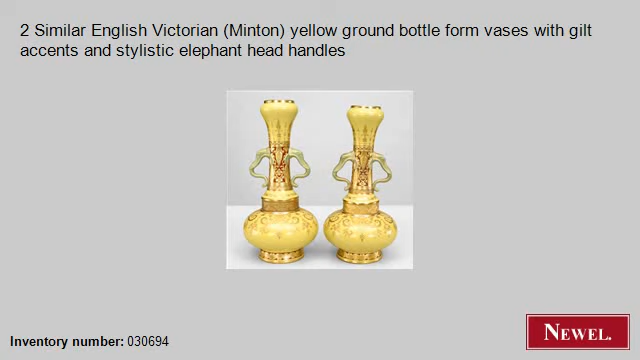 2 Similar English Victorian (Minton) yellow ground bottle form vases with gilt
accents and stylistic elephant head handles
Inventory number: 030694
NEWEL.